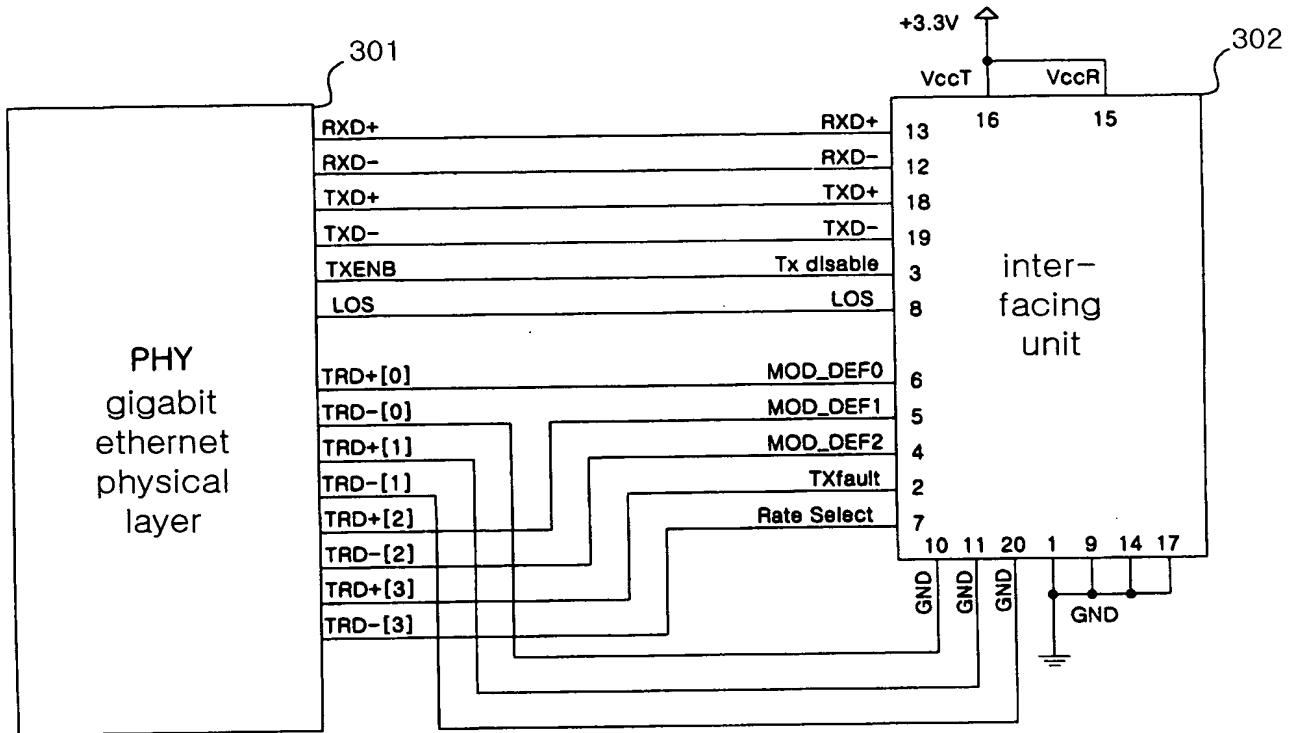 +3.3V
301
302
VccT
VccR
16
15
RXD+
RXD+
13
RXD-
RXD-
12
TXD+
TXD+
18
TXD-
TXD-
19
TXENB
Tx disable
3
LOS
LOS
8
inter-
facing
unit
PHY
gigabit
ethernet
physical
layer
TRD+[0]
MOD_DEF0
6
TRD-[0]
MOD_DEF1
5
TRD+[1]
MOD_DEF2
4
TRD-[1]
TXfault
2
TRD+[2]
Rate Select
7
TRD-[2]
TRD+[3]
TRD-[3]
10
11
20
1
9
14
17
GND
GND
GND
GND